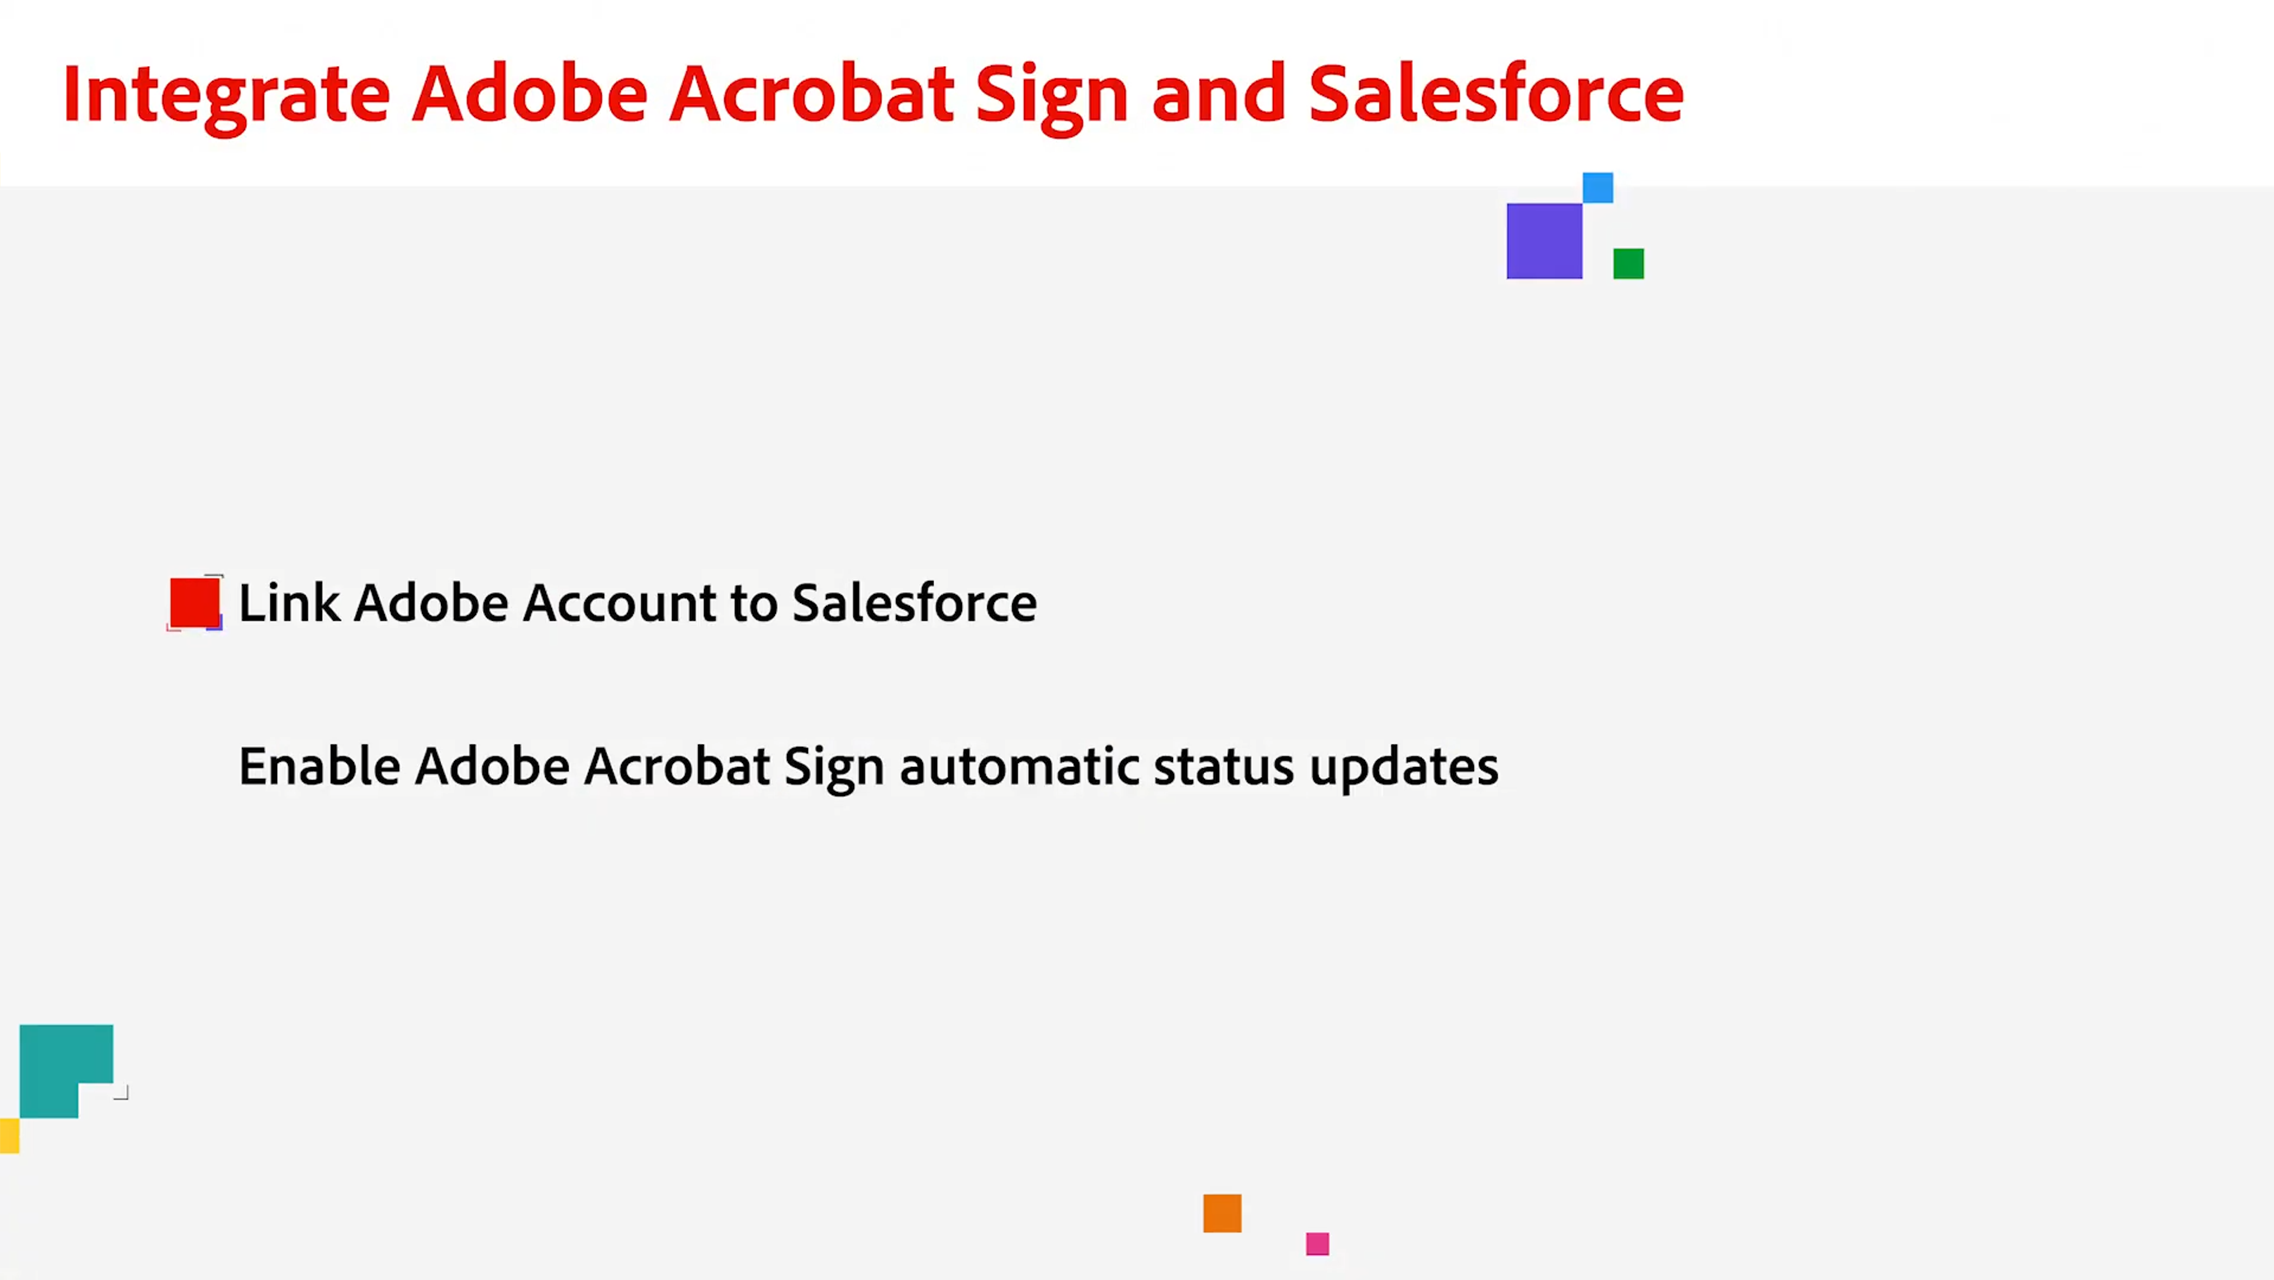 Integrate Adobe Acrobat Sign and Salesforce
Link Adobe Account to Salesforce
Enable Adobe Acrobat Sign automatic status updates